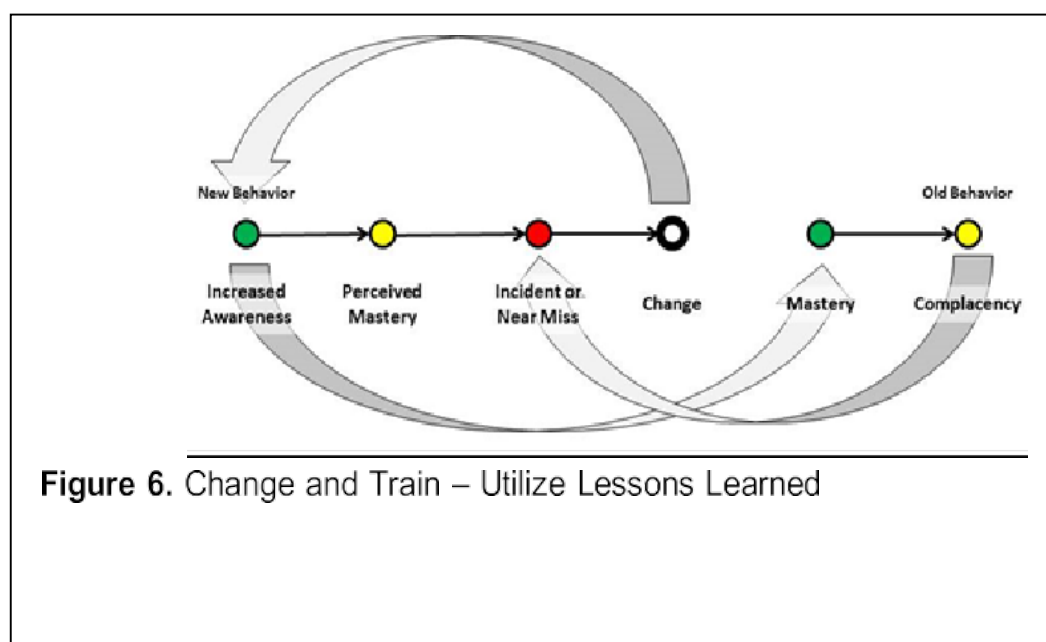 New Behavior
Old Behavior
Increased
Awareness
Perceived
Mastery
Incident or
Near Miss
Change
Mastery
Complacency
Figure 6. Change and Train – Utilize Lessons Learned